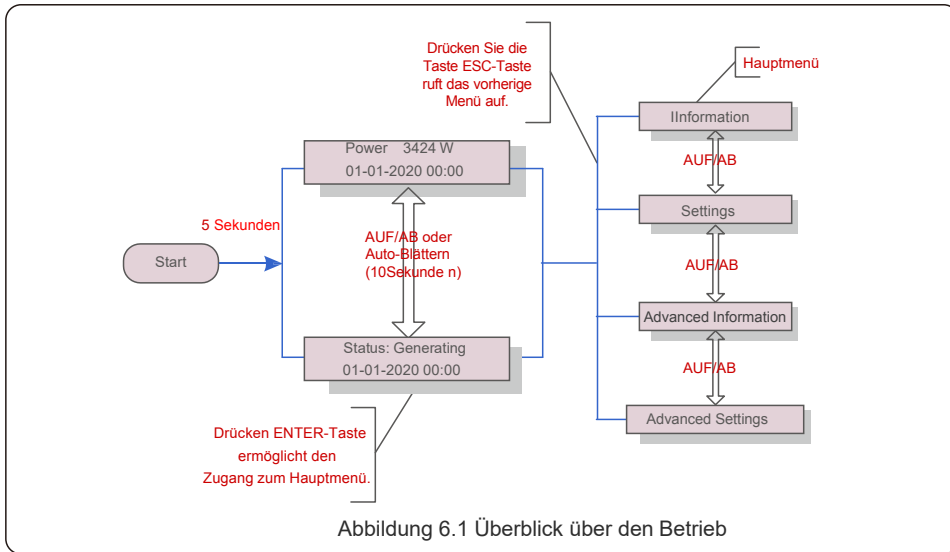 Drücken Sie die
Taste ESC-Taste
ruft das vorherige
Menü auf.
Hauptmenü
IInformation
AUF/AB
Settings
AUF/AB
Advanced Information
AUF/AB
Advanced Settings
Power 3424 W
01-01-2020 00:00
5 Sekunden
Start
AUF/AB oder
Auto-Blättern
(10Sekunde n)
Status: Generating
01-01-2020 00:00
Drücken ENTER-Taste
ermöglicht den
Zugang zum Hauptmenü.
Abbildung 6.1 Überblick über den Betrieb